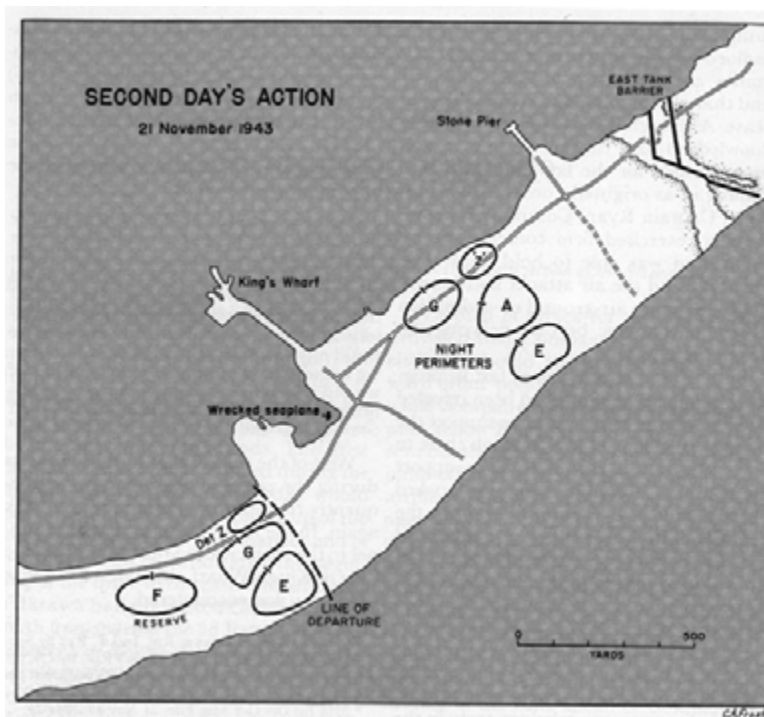 SECOND DAY'S ACTION
21 November 1943
EAST TANK
BARRIER
Stone Pier
King's Wharf
Z
G
A
E
NIGHT
PERIMETERS
Wrecked seaplane
Det Z
G
F
E
RESERVE
LINE OF
DEPARTURE
0
500
YARDS